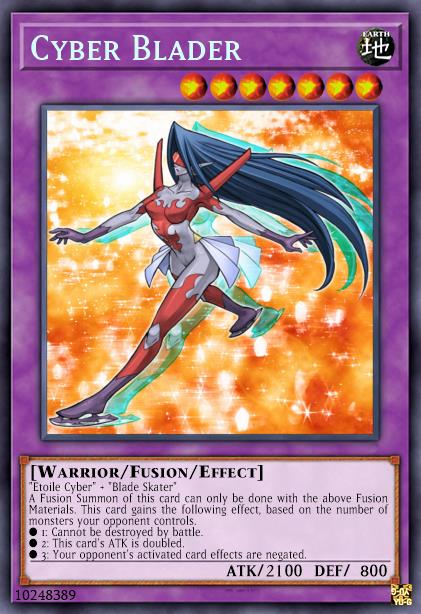 CYBER BLADER
EARTH
地
[WARRIOR/FUSION/EFFECT]
"Etoile Cyber" + "Blade Skater"
A Fusion Summon of this card can only be done with the above Fusion
Materials. This card gains the following effect, based on the number of
monsters your opponent controls.
● 1: Cannot be destroyed by battle.
● 2: This card's ATK is doubled.
● 3: Your opponent's activated card effects are negated.
ATK/2100 DEF/ 800
10248389